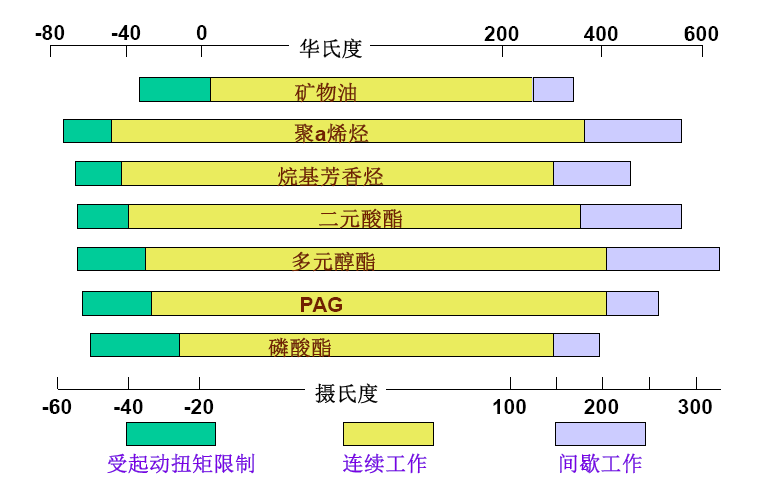 -80 -40 0 华氏度 200 400 600
矿物油
聚a烯烃
烷基芳香烃
二元酸酯
多元醇酯
PAG
磷酸酯
-60 -40 -20 摄氏度 100 200 300
受起动扭矩限制 连续工作 间歇工作